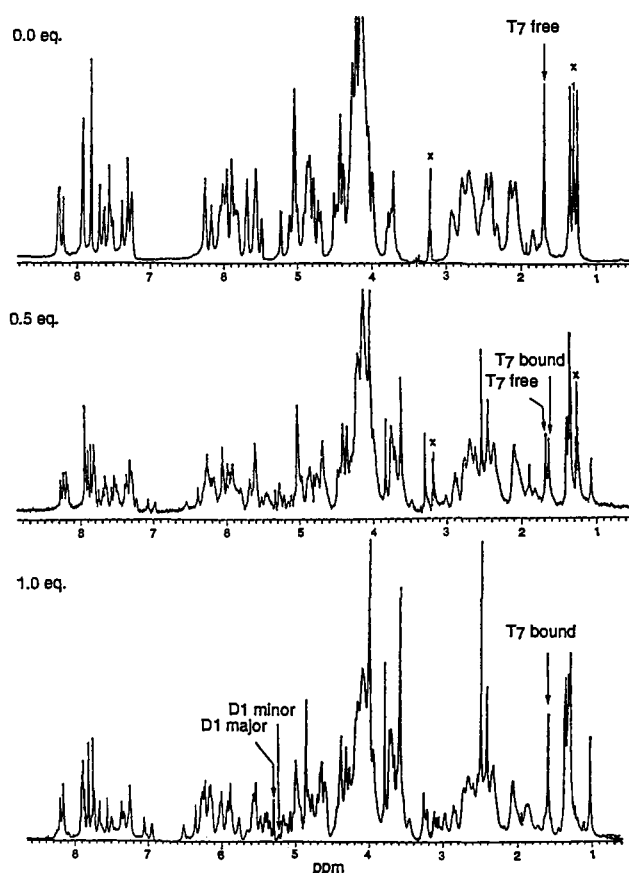 T7 free
0.0 eq.
x
x
8 7 6 5 4 3 2 1
0.5 eq.
T7 bound
T7 free
x
x
8 7 6 5 4 3 2 1
1.0 eq.
T7 bound
D1 minor
D1 major
8 7 6 5 4 3 2 1
ppm